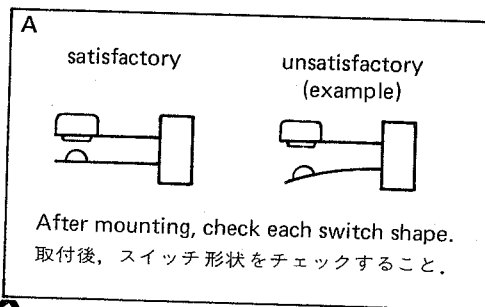 A
satisfactory
unsatisfactory
(example)
After mounting, check each switch shape.
取付後，スイッチ形状をチェックすること．